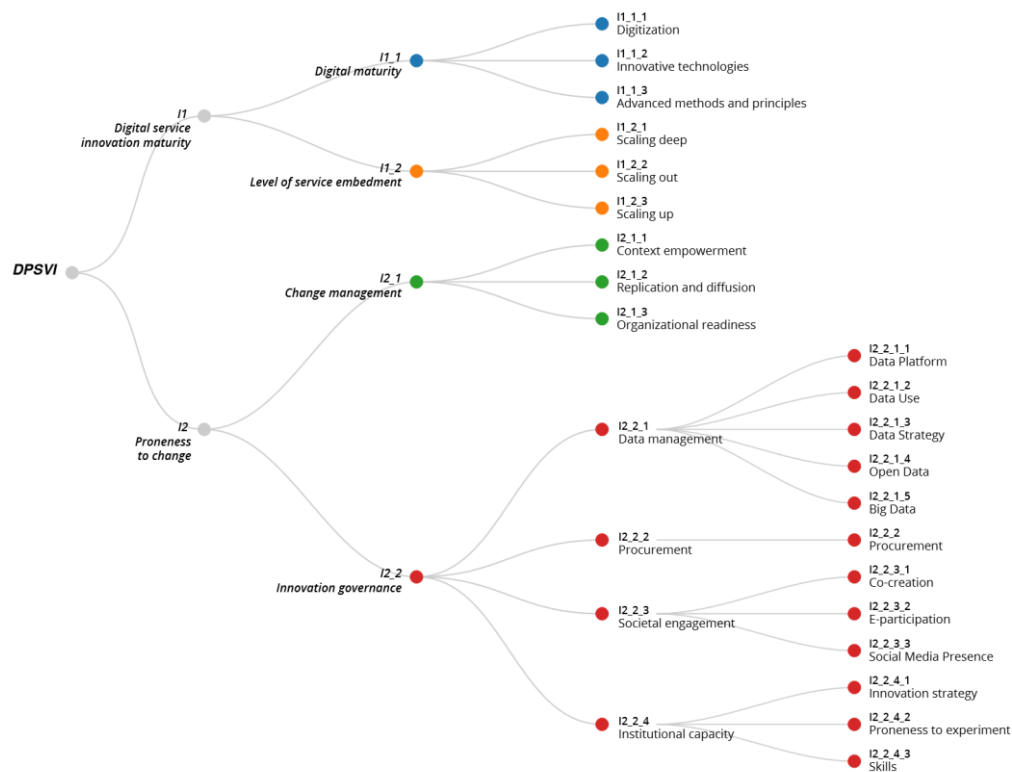 I1_1_1
Digitization
I1_1
Digital maturity
I1_1_2
Innovative technologies
I1_1_3
Advanced methods and principles
I1
Digital service
innovation maturity
I1_2_1
Scaling deep
I1_2
Level of service embedment
I1_2_2
Scaling out
I1_2_3
Scaling up
DPSVI
I2_1_1
Context empowerment
I2_1
Change management
I2_1_2
Replication and diffusion
I2_1_3
Organizational readiness
I2
Proneness
to change
I2_2_1_1
Data Platform
I2_2_1_2
Data Use
I2_2_1
Data management
I2_2_1_3
Data Strategy
I2_2_1_4
Open Data
I2_2_1_5
Big Data
I2_2
Innovation governance
I2_2_2
Procurement
I2_2_2
Procurement
I2_2_3_1
Co-creation
I2_2_3
Societal engagement
I2_2_3_2
E-participation
I2_2_3_3
Social Media Presence
I2_2_4_1
Innovation strategy
I2_2_4
Institutional capacity
I2_2_4_2
Proneness to experiment
I2_2_4_3
Skills